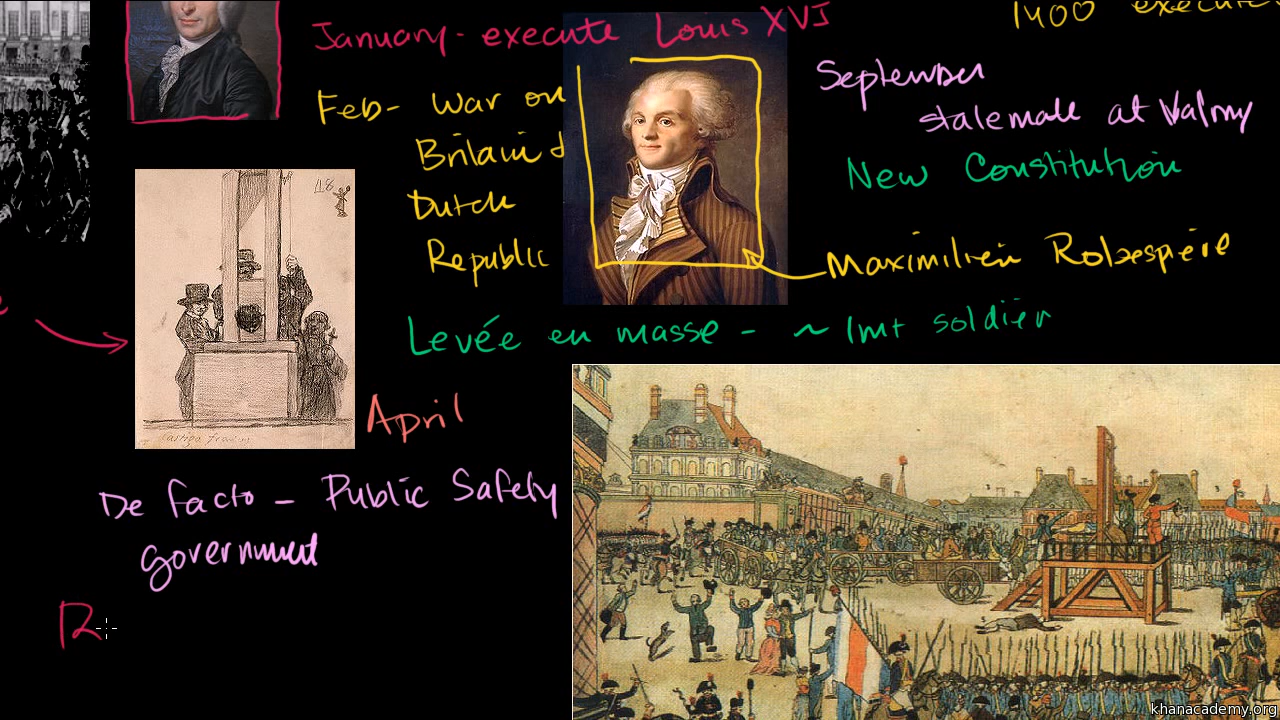 1400 execute
January - execute Louis XVI
September
stalemate at Valmy
Feb - War on
Britain &
Dutch
Republic
New Constitution
Maximilien Robespierre
Levée en masse - ~ 1m+ soldier
April
De facto - Public Safety
government
R
khanacademy.org